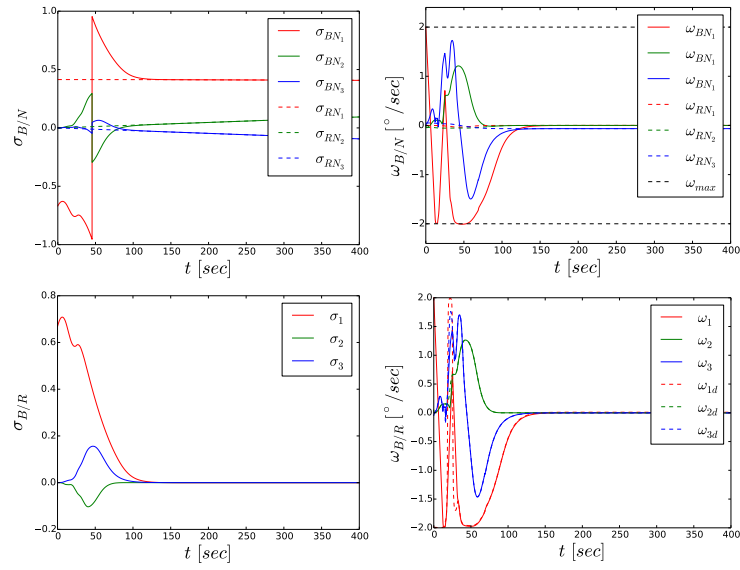 1.0
0.5
0.0
−0.5
−1.0
0 50 100 150 200 250 300 350 400
t [sec]
σ_{B/N}
σ_{BN_1}
σ_{BN_2}
σ_{BN_3}
σ_{RN_1}
σ_{RN_2}
σ_{RN_3}
2
1
0
−1
−2
0 50 100 150 200 250 300 350 400
t [sec]
ω_{B/N} [°/sec]
ω_{BN_1}
ω_{BN_1}
ω_{BN_1}
ω_{RN_1}
ω_{RN_2}
ω_{RN_3}
ω_{max}
0.8
0.6
0.4
0.2
0.0
−0.2
0 50 100 150 200 250 300 350 400
t [sec]
σ_{B/R}
σ_1
σ_2
σ_3
2.0
1.5
1.0
0.5
0.0
−0.5
−1.0
−1.5
−2.0
0 50 100 150 200 250 300 350 400
t [sec]
ω_{B/R} [°/sec]
ω_1
ω_2
ω_3
ω_{1d}
ω_{2d}
ω_{3d}